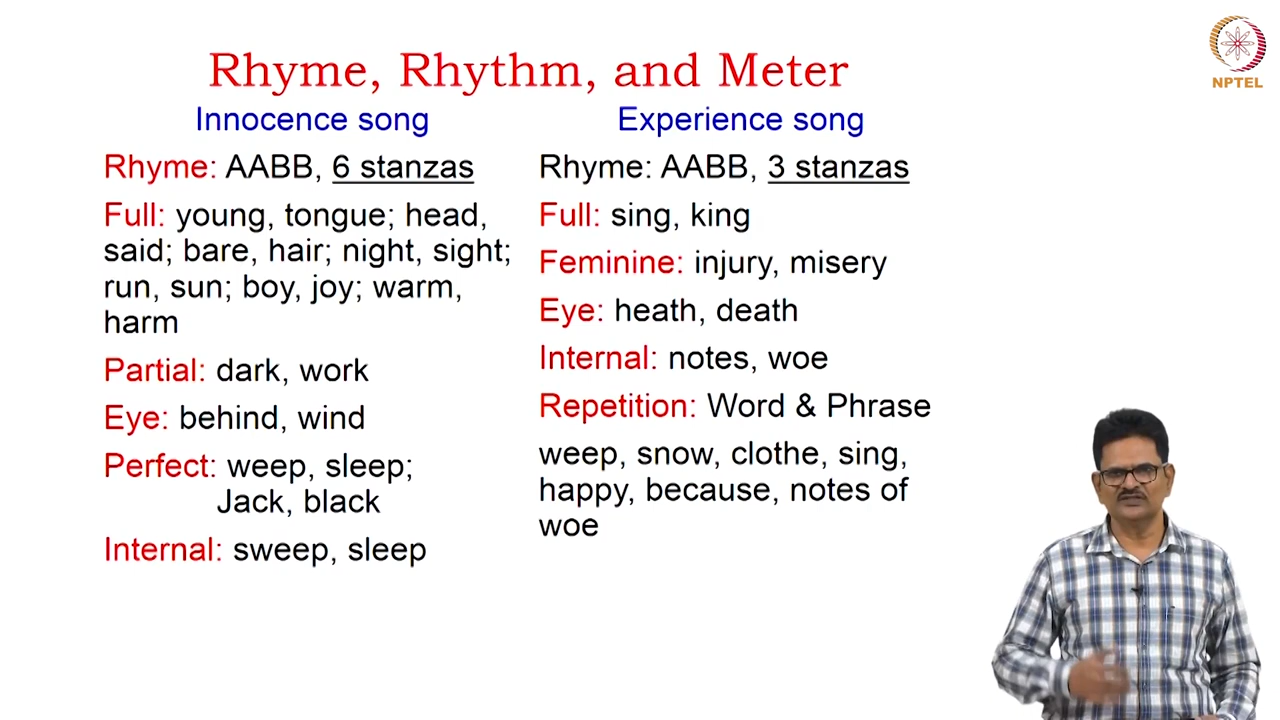 Rhyme, Rhythm, and Meter
NPTEL
Innocence song
Rhyme: AABB, 6 stanzas
Full: young, tongue; head,
said; bare, hair; night, sight;
run, sun; boy, joy; warm,
harm
Partial: dark, work
Eye: behind, wind
Perfect: weep, sleep;
Jack, black
Internal: sweep, sleep
Experience song
Rhyme: AABB, 3 stanzas
Full: sing, king
Feminine: injury, misery
Eye: heath, death
Internal: notes, woe
Repetition: Word & Phrase
weep, snow, clothe, sing,
happy, because, notes of
woe